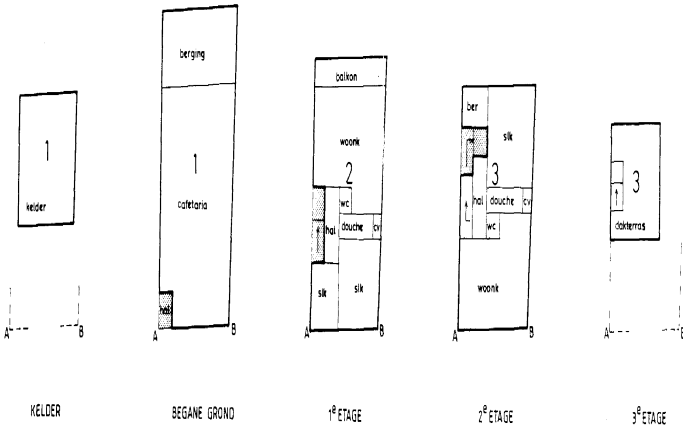 1
kelder
A B
KELDER
berging
1
cafetaria
hal
A B
BEGANE GROND
balkon
woonk
2
wc
hal douche cv
slk slk
A B
1e ETAGE
ber
slk
3
hal douche cv
wc
woonk
A B
2e ETAGE
3
dakterras
A B
3e ETAGE